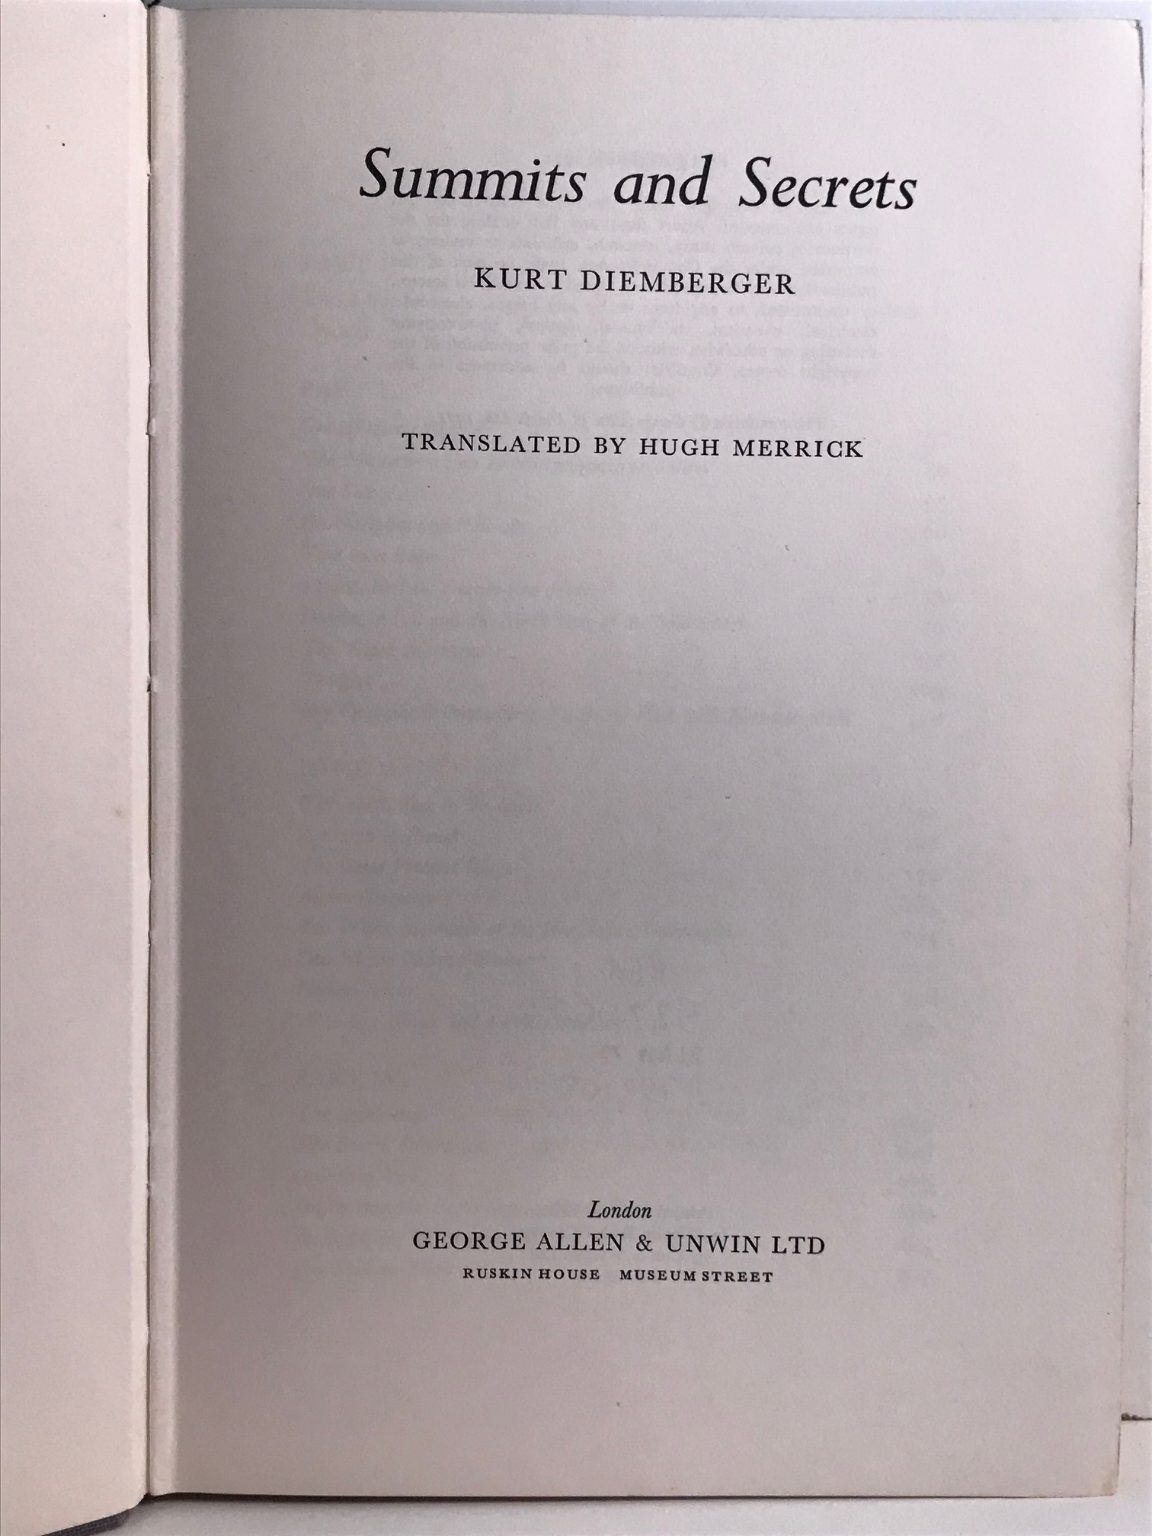 Summits and Secrets
KURT DIEMBERGER
TRANSLATED BY HUGH MERRICK
London
GEORGE ALLEN & UNWIN LTD
RUSKIN HOUSE MUSEUM STREET